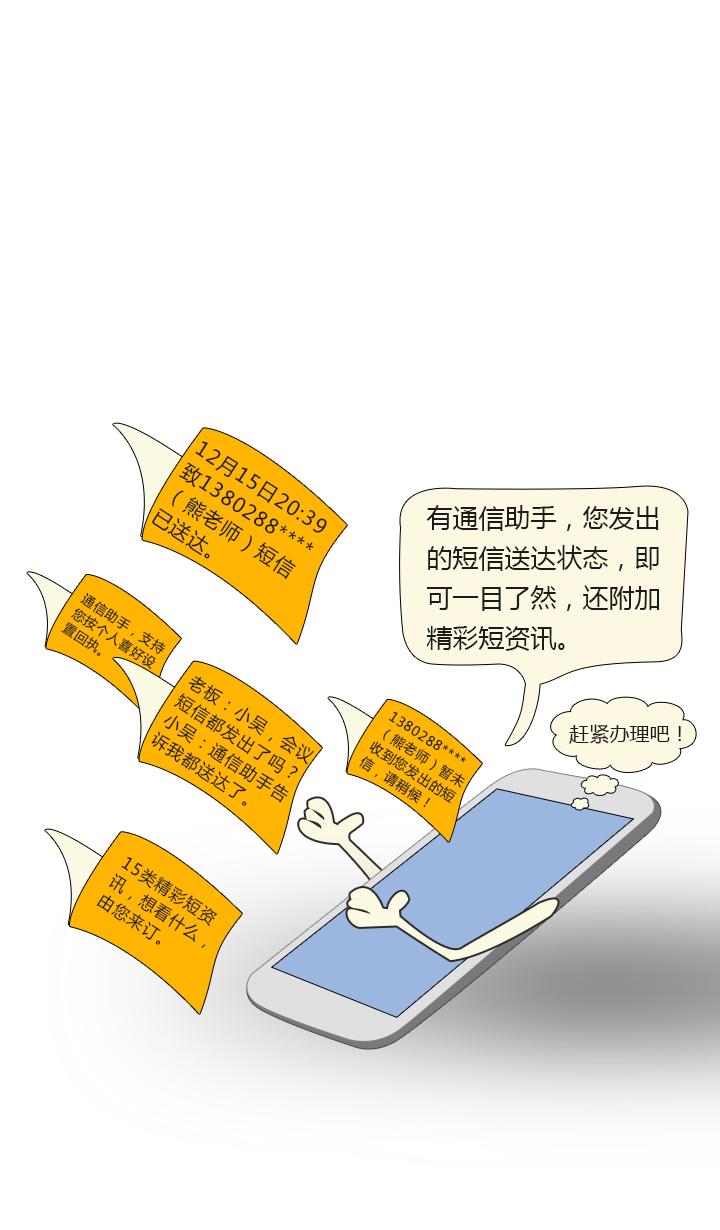 12月15日20:39
致1380288****
（熊老师）短信
已送达。
有通信助手，您发出
的短信送达状态，即
可一目了然，还附加
精彩短资讯。
通信助手，支持
您按个人喜好设
置回执。
老板：小吴，会议
短信都发出了吗？
小吴：通信助手告
诉我都送达了。
1380288****
（熊老师）暂未
收到您发出的短
信，请稍候！
赶紧办理吧！
15类精彩短资
讯，想看什么，
由您来订。